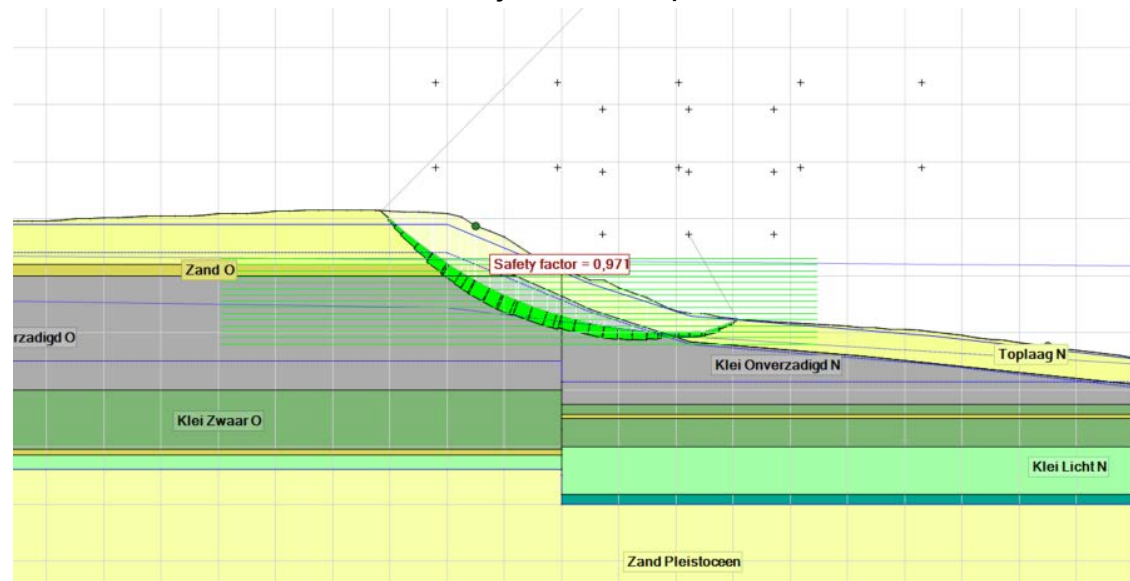 Safety factor = 0,971
Zand O
rzadigd O
Toplaag N
Klei Onverzadigd N
Klei Zwaar O
Klei Licht N
Zand Pleistoceen